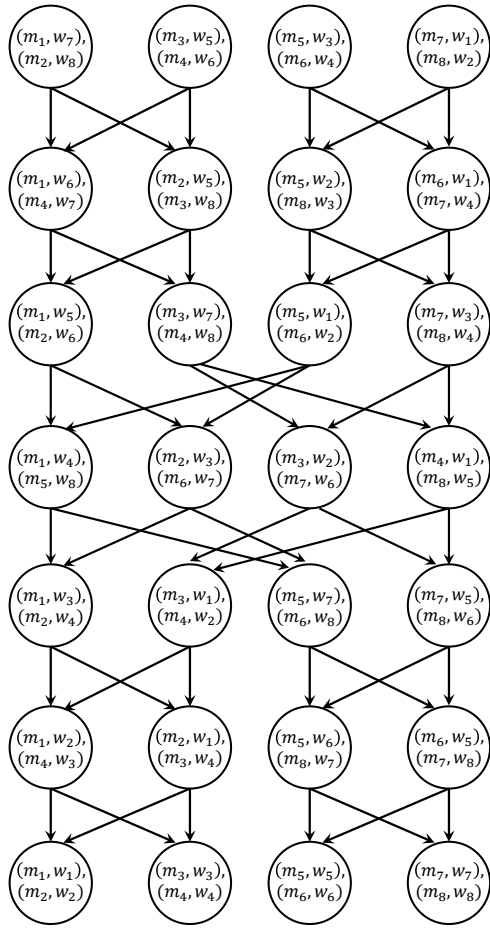 (m₁, w₇),
(m₂, w₈)
(m₃, w₅),
(m₄, w₆)
(m₅, w₃),
(m₆, w₄)
(m₇, w₁),
(m₈, w₂)
(m₁, w₆),
(m₄, w₇)
(m₂, w₅),
(m₃, w₈)
(m₅, w₂),
(m₈, w₃)
(m₆, w₁),
(m₇, w₄)
(m₁, w₅),
(m₂, w₆)
(m₃, w₇),
(m₄, w₈)
(m₅, w₁),
(m₆, w₂)
(m₇, w₃),
(m₈, w₄)
(m₁, w₄),
(m₅, w₈)
(m₂, w₃),
(m₆, w₇)
(m₃, w₂),
(m₇, w₆)
(m₄, w₁),
(m₈, w₅)
(m₁, w₃),
(m₂, w₄)
(m₃, w₁),
(m₄, w₂)
(m₅, w₇),
(m₆, w₈)
(m₇, w₅),
(m₈, w₆)
(m₁, w₂),
(m₄, w₃)
(m₂, w₁),
(m₃, w₄)
(m₅, w₆),
(m₈, w₇)
(m₆, w₅),
(m₇, w₈)
(m₁, w₁),
(m₂, w₂)
(m₃, w₃),
(m₄, w₄)
(m₅, w₅),
(m₆, w₆)
(m₇, w₇),
(m₈, w₈)